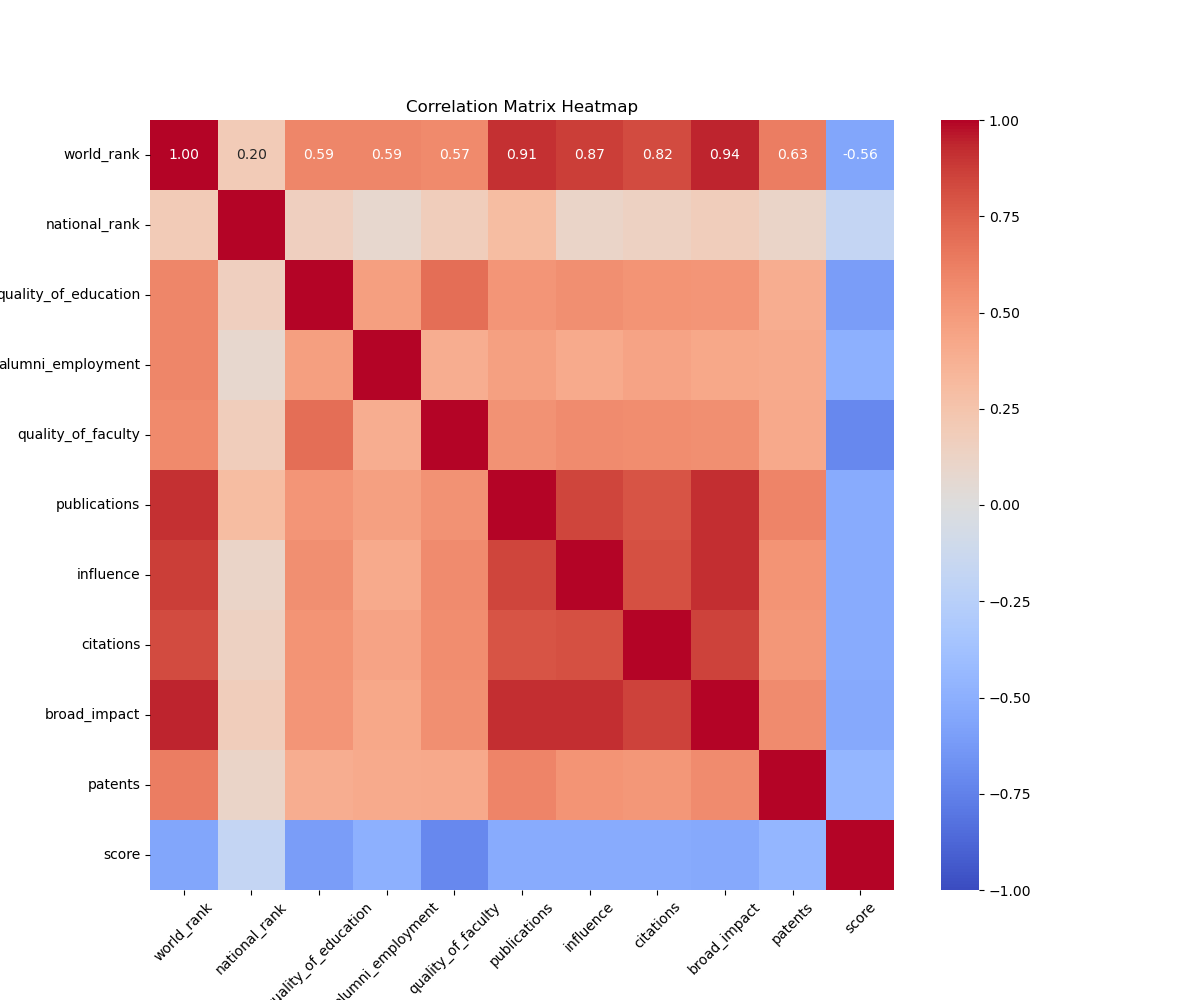 Correlation Matrix Heatmap
world_rank
1.00 0.20 0.59 0.59 0.57 0.91 0.87 0.82 0.94 0.63 -0.56
national_rank
quality_of_education
alumni_employment
quality_of_faculty
publications
influence
citations
broad_impact
patents
score
world_rank
national_rank
uality_of_education
lumni_employment
quality_of_faculty
publications
influence
citations
broad_impact
patents
score
1.00
0.75
0.50
0.25
0.00
−0.25
−0.50
−0.75
−1.00